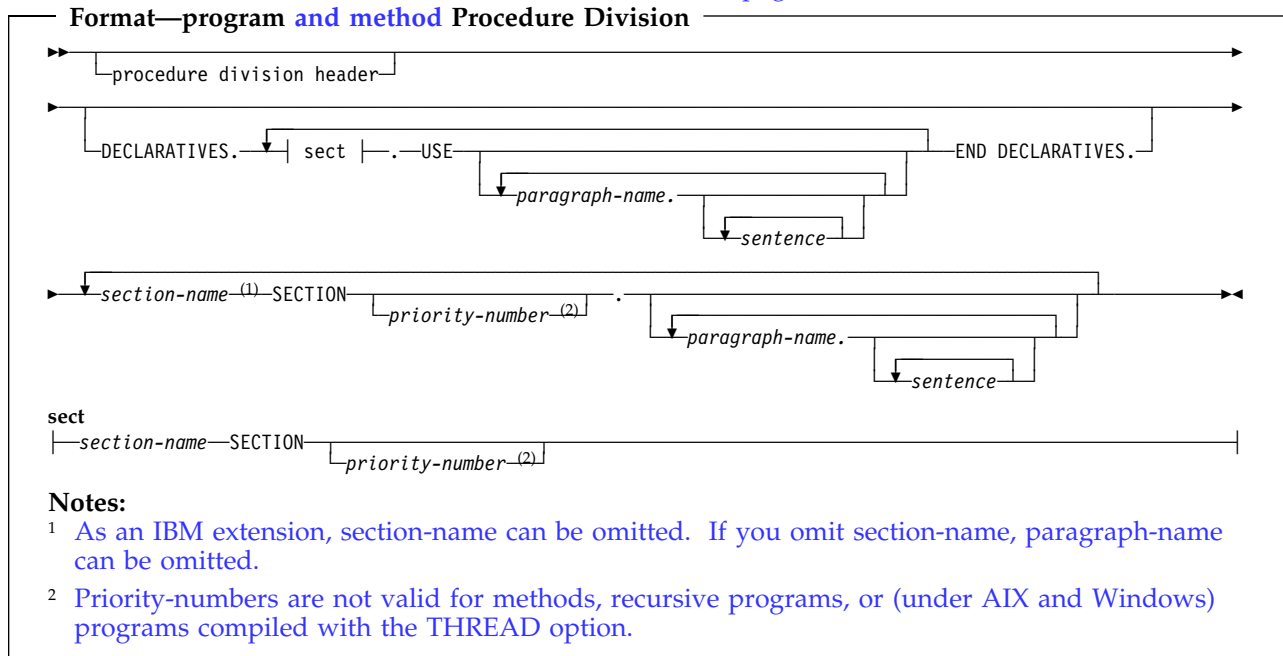 Format—program and method Procedure Division
procedure division header
DECLARATIVES. sect . USE END DECLARATIVES.
paragraph-name.
sentence
section-name (1) SECTION .
priority-number (2) paragraph-name.
sentence
sect
section-name SECTION
priority-number (2)
Notes:
1 As an IBM extension, section-name can be omitted. If you omit section-name, paragraph-name
can be omitted.
2 Priority-numbers are not valid for methods, recursive programs, or (under AIX and Windows)
programs compiled with the THREAD option.